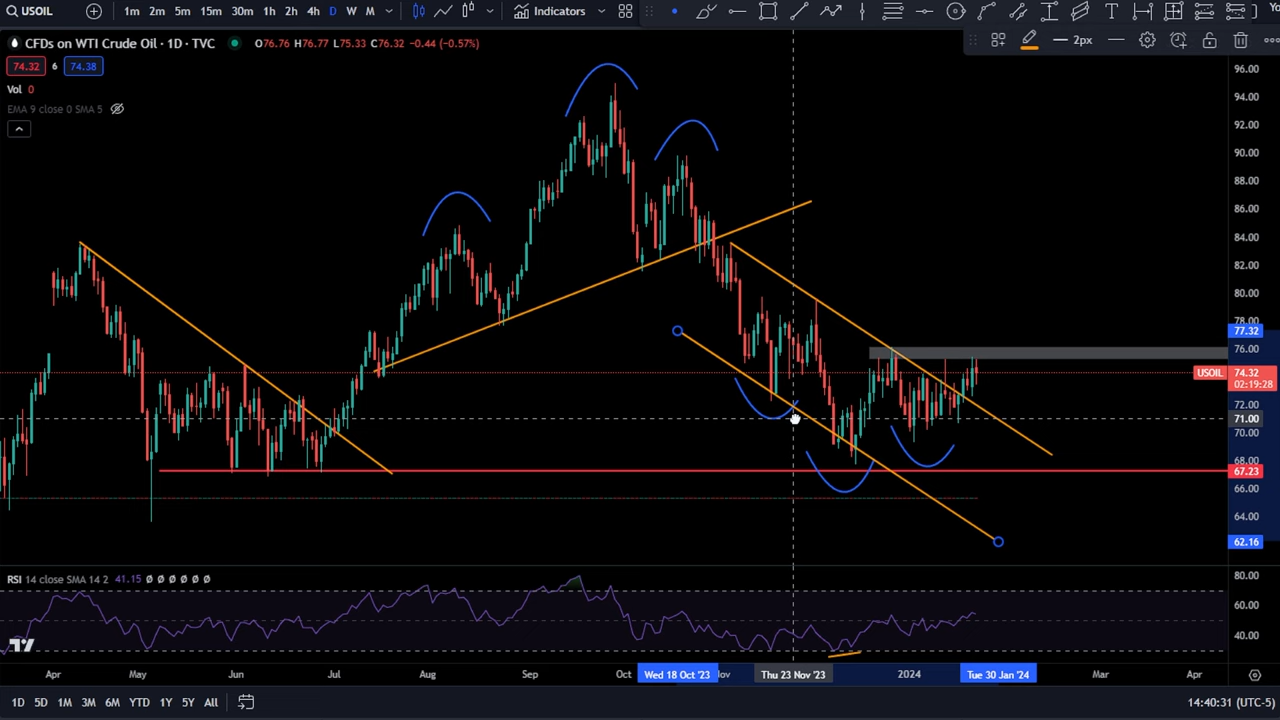 USOIL 1m 2m 5m 15m 30m 1h 2h 4h D W M Indicators
CFDs on WTI Crude Oil · 1D · TVC O76.76 H76.77 L75.33 C76.32 -0.44 (-0.57%)
2px
74.32 6 74.38
Vol 0
EMA 9 close 0 SMA 5
96.00
94.00
92.00
90.00
88.00
86.00
84.00
82.00
80.00
78.00
77.32
76.00
USOIL 74.32
02:19:28
72.00
71.00
70.00
68.00
67.23
66.00
64.00
62.16
RSI 14 close SMA 14 2 41.15 Ø Ø Ø Ø Ø Ø
80.00
60.00
40.00
Apr May Jun Jul Aug Sep Oct Wed 18 Oct '23 Thu 23 Nov '23 2024 Tue 30 Jan '24 Mar Apr
1D 5D 1M 3M 6M YTD 1Y 5Y All 14:40:31 (UTC-5)